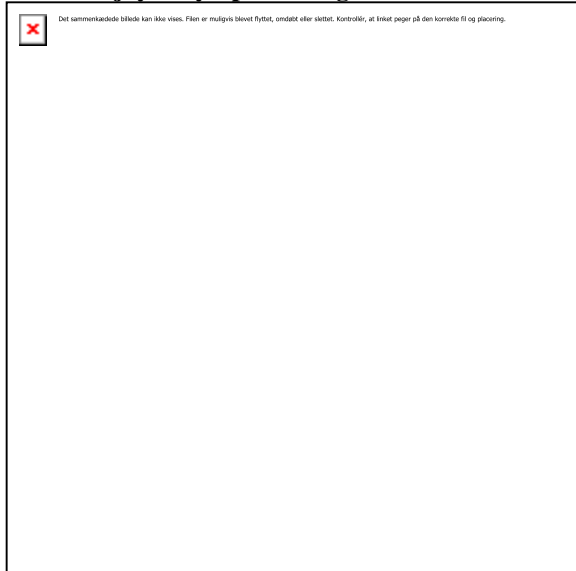 Det sammenkædede billede kan ikke vises. Filen er muligvis blevet flyttet, omdøbt eller slettet. Kontrollér, at linket peger på den korrekte fil og placering.